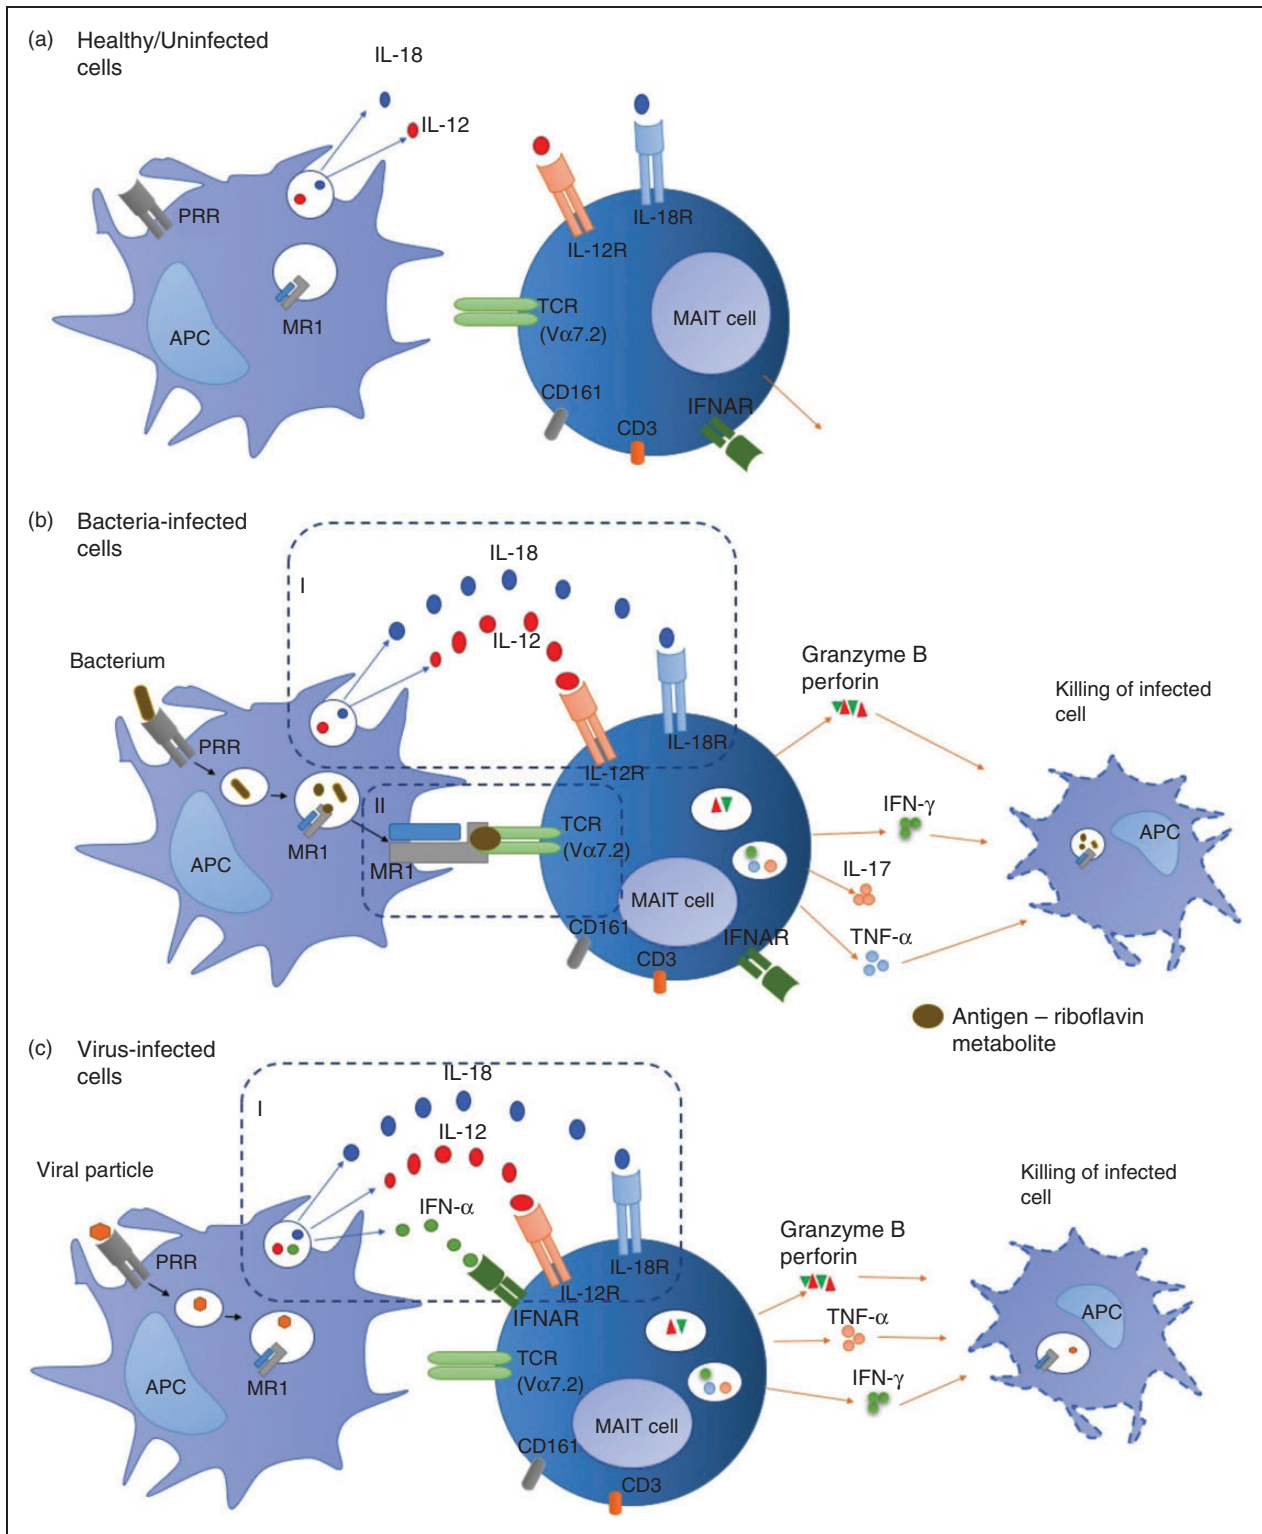 (a) Healthy/Uninfected
cells
IL-18
IL-12
PRR
MR1
APC
IL-18R
IL-12R
TCR
(Vα7.2)
MAIT cell
CD161
IFNAR
CD3
(b) Bacteria-infected
cells
I
IL-18
IL-12
Bacterium
PRR
MR1
APC
II
MR1
IL-18R
IL-12R
TCR
(Vα7.2)
MAIT cell
CD161
IFNAR
CD3
Granzyme B
perforin
IFN-γ
IL-17
TNF-α
Killing of infected
cell
APC
Antigen – riboflavin
metabolite
(c) Virus-infected
cells
I
IL-18
IL-12
IFN-α
Viral particle
PRR
MR1
APC
IL-18R
IL-12R
IFNAR
TCR
(Vα7.2)
MAIT cell
CD161
CD3
Granzyme B
perforin
TNF-α
IFN-γ
Killing of infected
cell
APC